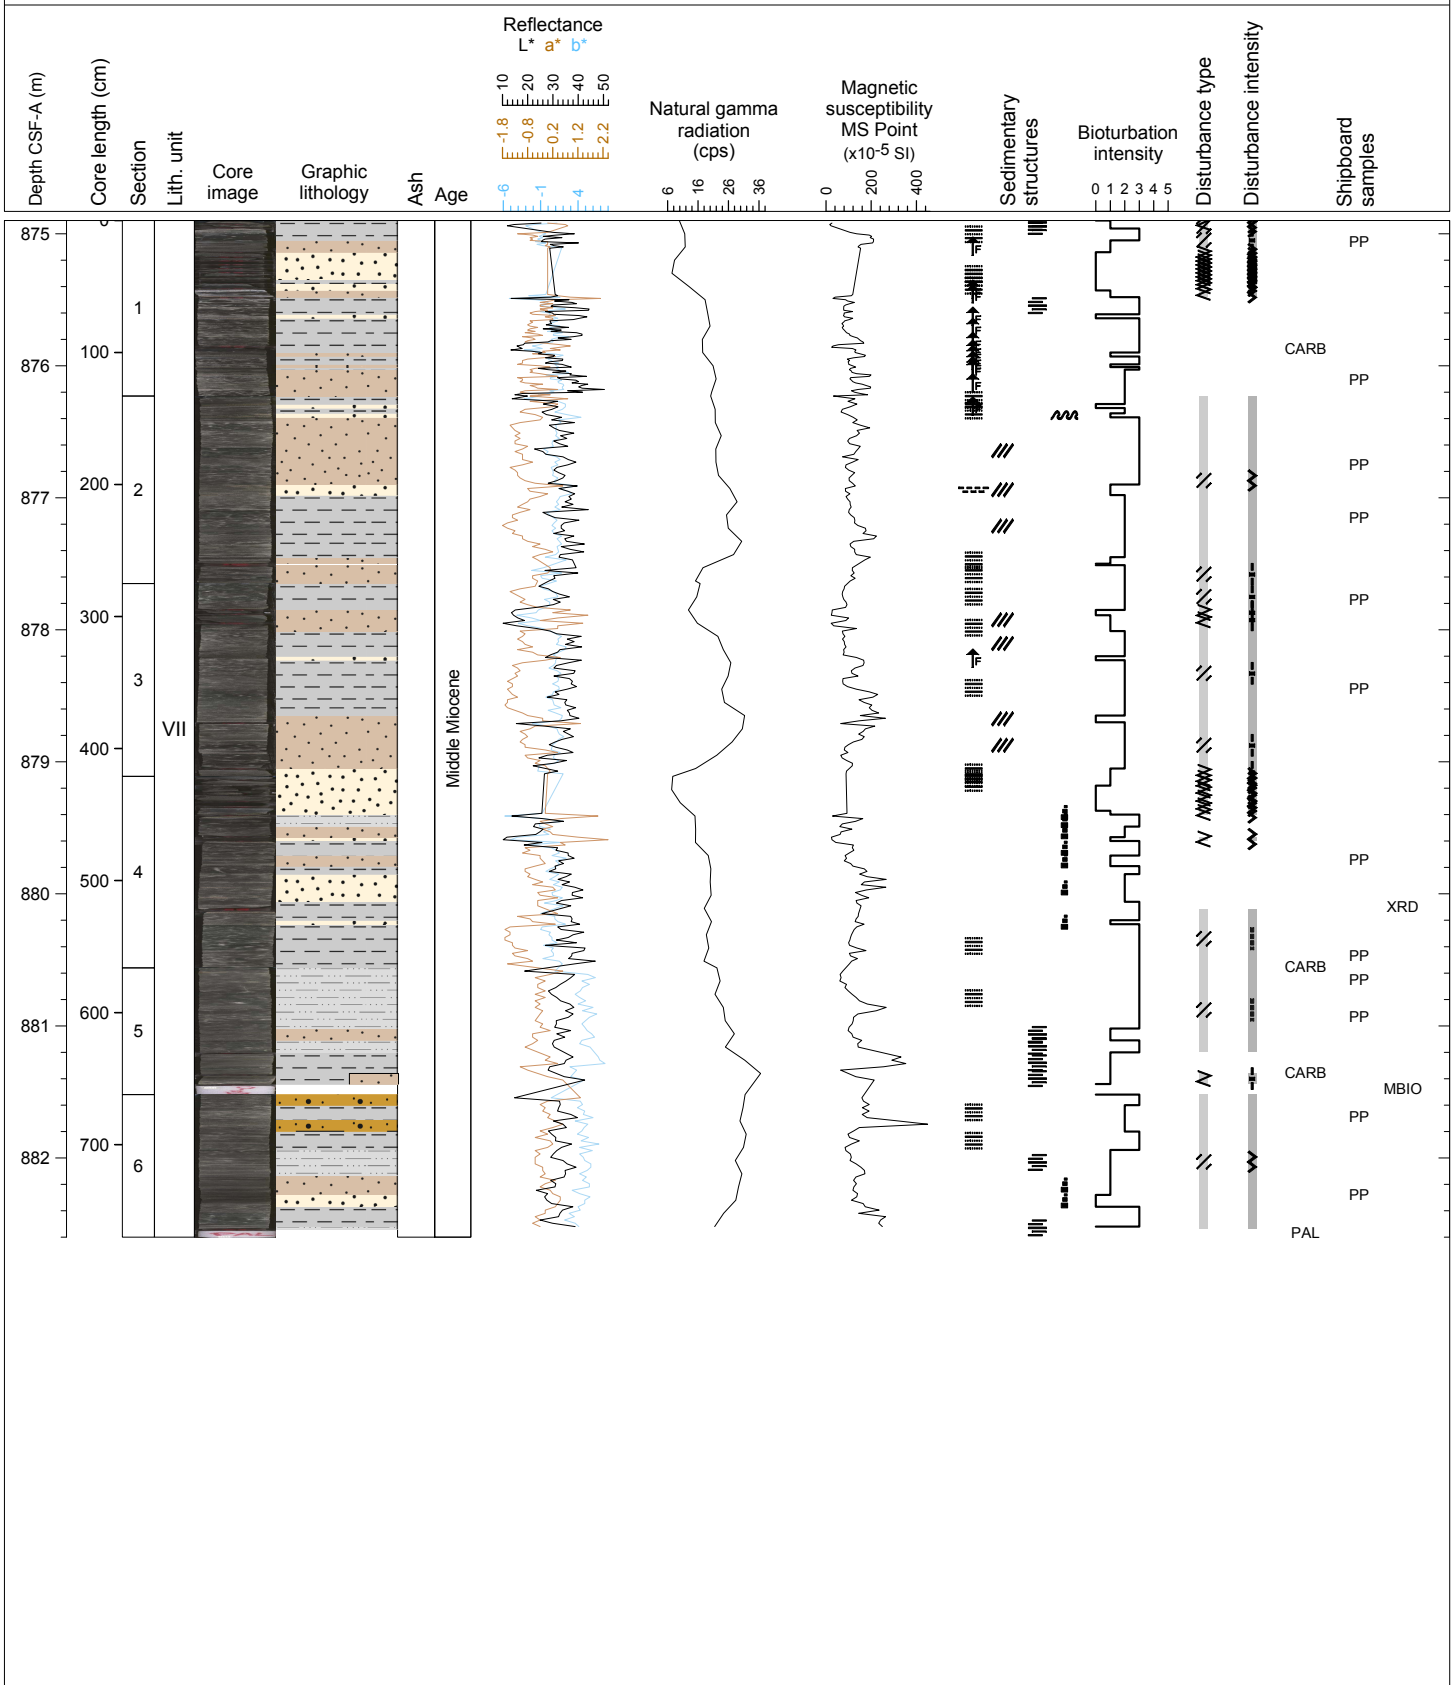 Depth CSF-A (m)
Core length (cm)
Section
Lith. unit
Core
image
Graphic
lithology
Ash
Age
Reflectance
L* a* b*
10 20 30 40 50
-1.8 -0.8 0.2 1.2 2.2
-6 -1 4
Natural gamma
radiation
(cps)
6 16 26 36
Magnetic
susceptibility
MS Point
(x10-5 SI)
0 200 400
Sedimentary
structures
Bioturbation
intensity
0 1 2 3 4 5
Disturbance type
Disturbance intensity
Shipboard
samples
875
876
877
878
879
880
881
882
0
100
200
300
400
500
600
700
1
2
3
4
5
6
VII
Middle Miocene
F
F
F
F
F
F
F
F
PP
CARB
PP
PP
PP
PP
PP
PP
XRD
PP
CARB
PP
PP
CARB
MBIO
PP
PP
PAL